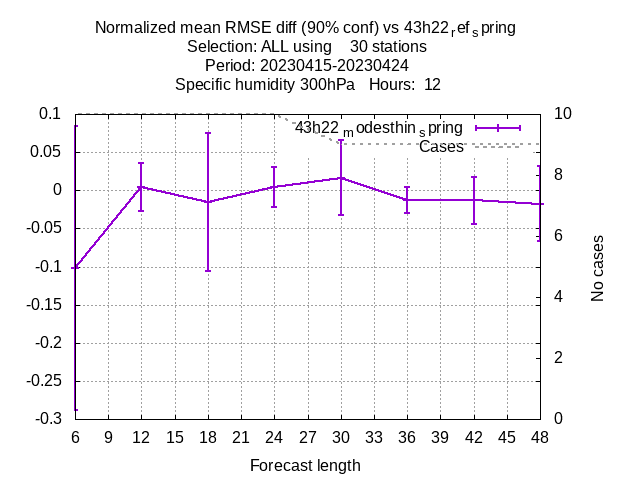 Normalized mean RMSE diff (90% conf) vs 43h22refspring
Selection: ALL using 30 stations
Period: 20230415-20230424
Specific humidity 300hPa Hours: 12
43h22modesthinspring
Cases
0.1
0.05
0
-0.05
-0.1
-0.15
-0.2
-0.25
-0.3
10
8
6
4
2
0
No cases
6 9 12 15 18 21 24 27 30 33 36 39 42 45 48
Forecast length